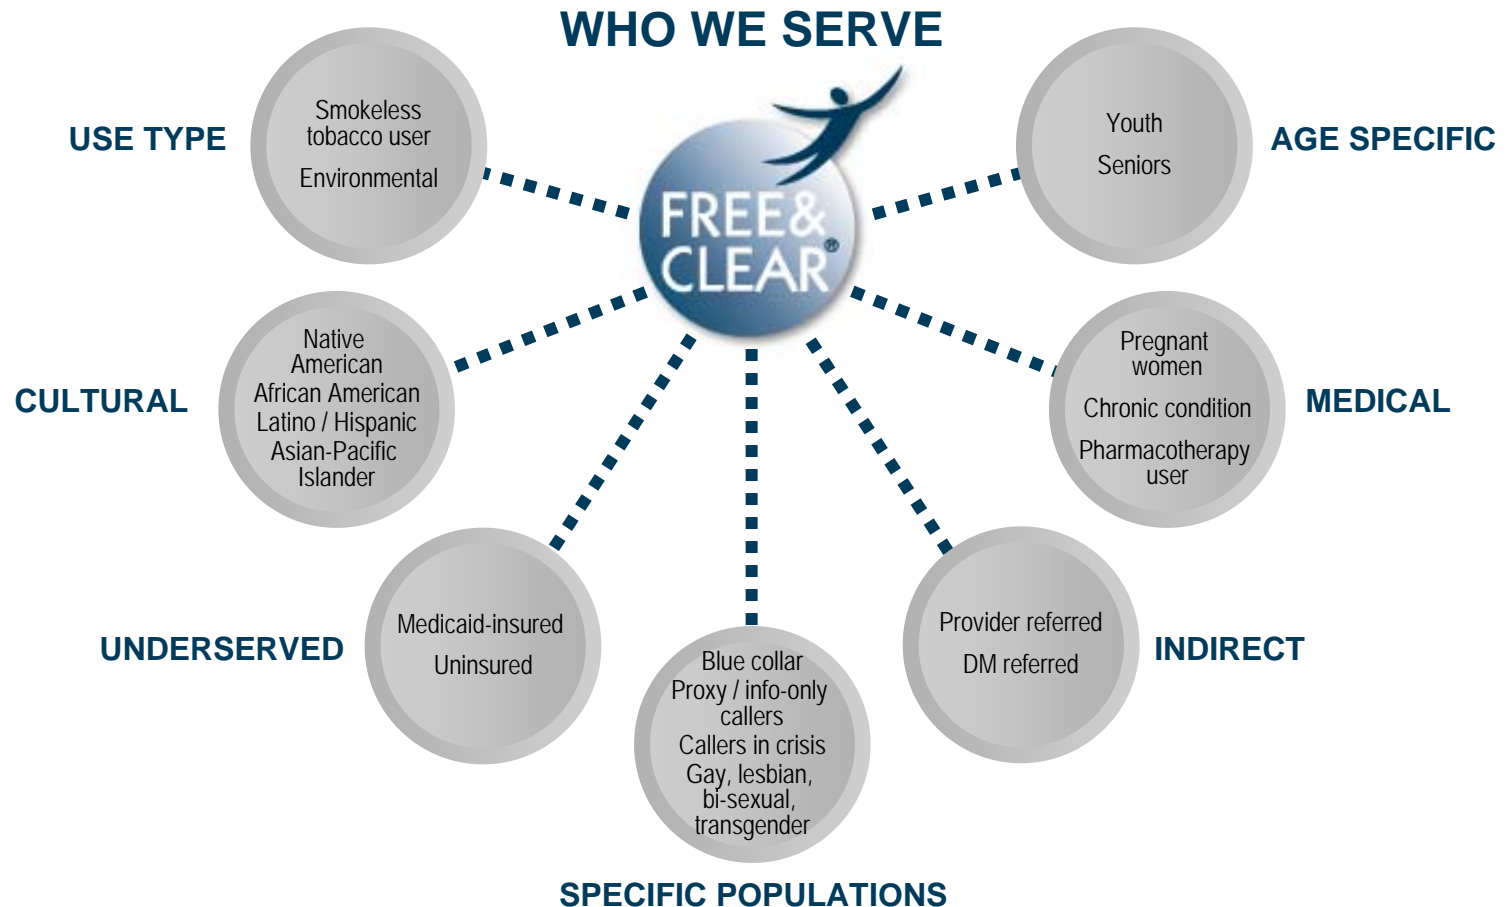 WHO WE SERVE
USE TYPE
Smokeless
tobacco user
Environmental
FREE&
CLEAR®
Youth
Seniors
AGE SPECIFIC
CULTURAL
Native
American
African American
Latino / Hispanic
Asian-Pacific
Islander
Pregnant
women
Chronic condition
Pharmacotherapy
user
MEDICAL
UNDERSERVED
Medicaid-insured
Uninsured
Blue collar
Proxy / info-only
callers
Callers in crisis
Gay, lesbian,
bi-sexual,
transgender
SPECIFIC POPULATIONS
Provider referred
DM referred
INDIRECT